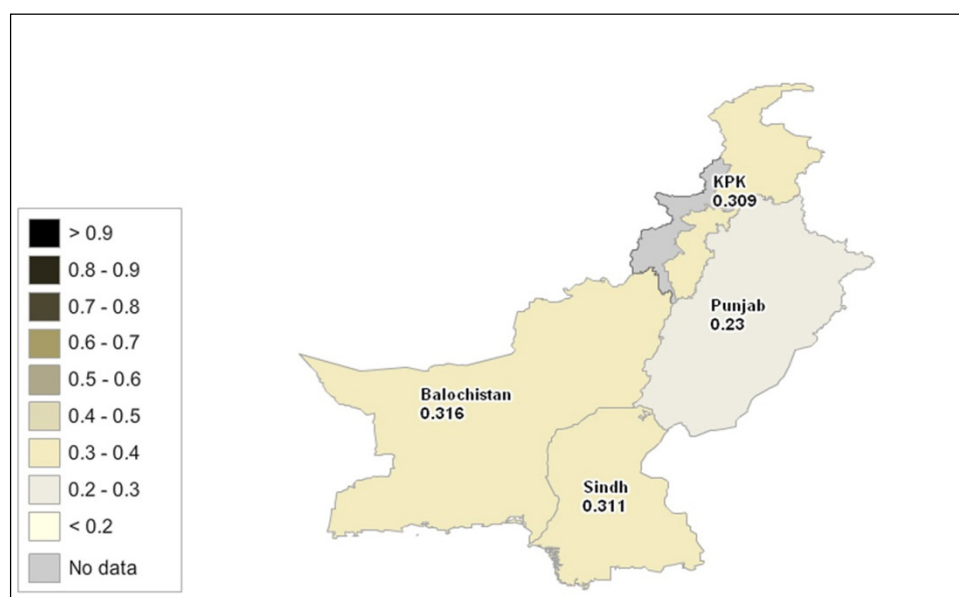 KPK
0.309
Punjab
0.23
Balochistan
0.316
Sindh
0.311
> 0.9
0.8 - 0.9
0.7 - 0.8
0.6 - 0.7
0.5 - 0.6
0.4 - 0.5
0.3 - 0.4
0.2 - 0.3
< 0.2
No data